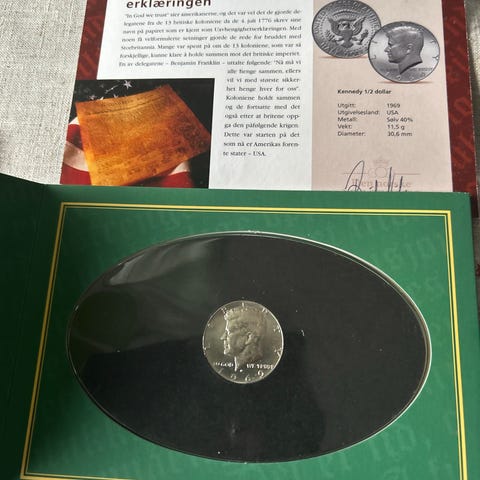 erklæringen
"In God we trust" sier amerikanerne, og det var vel det de gjorde delegatene fra de 13 britiske koloniene da de 4. juli 1776 skrev sine
navn på papiret som er kjent som Uavhengighetserklæringen. Med
noen få velformulerte setninger gjorde de rede for bruddet med
Storbritannia. Mange var spent på om de 13 koloniene, som var så
forskjellige, kunne klare å holde sammen mot det britiske imperiet.
En av delegatene – Benjamin Franklin – uttalte følgende: "Nå må vi
alle henge sammen, ellers
vil vi med største sikker-
het henge hver for oss".
Koloniene holdt sammen
og de fortsatte med det
også etter at britene opp-
ga den påfølgende krigen.
Dette var starten på det
som nå er Amerikas foren-
te stater – USA.
Kennedy 1/2 dollar
Utgitt: 1969
Utgivelsesland: USA
Metall: Sølv 40%
Vekt: 11,5 g
Diameter: 30,6 mm
IN GOD WE TRUST
1969